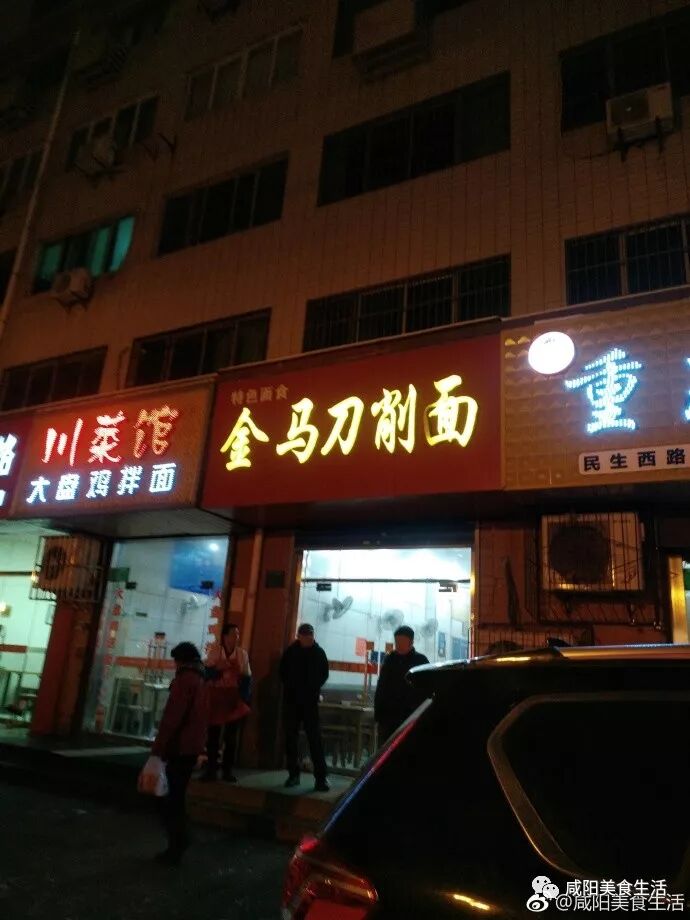 川菜馆
大盘鸡拌面
特色面食
金马刀削面
重
民生西路
咸阳美食生活
@咸阳美食生活